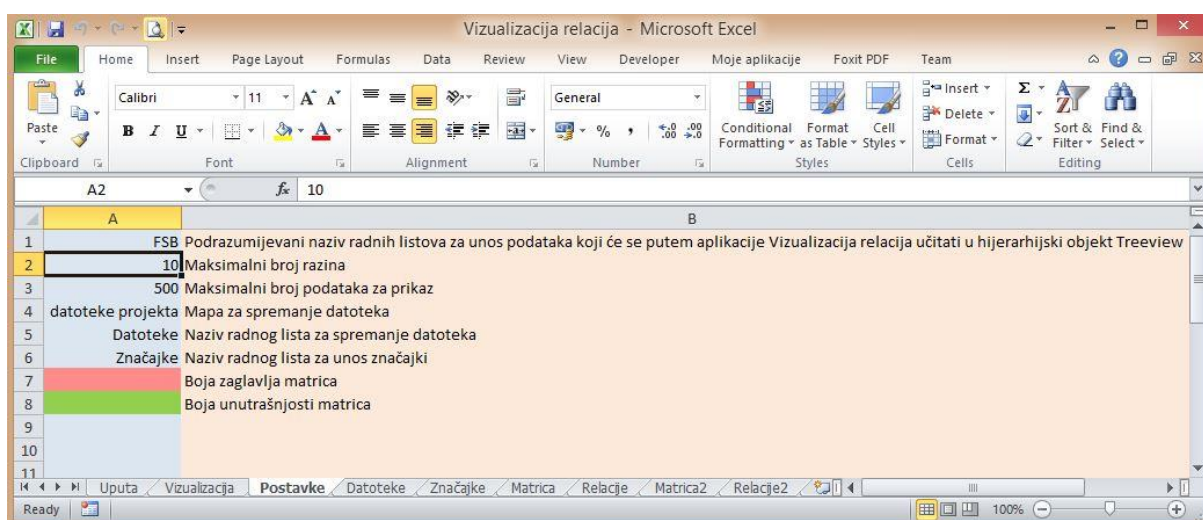 Vizualizacija relacija - Microsoft Excel
File Home Insert Page Layout Formulas Data Review View Developer Moje aplikacije Foxit PDF Team
Paste
Clipboard
Calibri 11 A A
B I U A
Font
Alignment
General
% , .00 .00
Number
Conditional Formatting
Format as Table
Cell Styles
Styles
Insert
Delete
Format
Cells
Σ
Sort & Filter
Find & Select
Editing
A2 fx 10
A B
1 FSB Podrazumijevani naziv radnih listova za unos podataka koji će se putem aplikacije Vizualizacija relacija učitati u hijerarhijski objekt Treeview
2 10 Maksimalni broj razina
3 500 Maksimalni broj podataka za prikaz
4 datoteke projekta Mapa za spremanje datoteka
5 Datoteke Naziv radnog lista za spremanje datoteka
6 Značajke Naziv radnog lista za unos značajki
7 Boja zaglavlja matrica
8 Boja unutrašnjosti matrica
9
10
11
Uputa Vizualizacija Postavke Datoteke Značajke Matrica Relacije Matrica2 Relacije2
Ready 100%